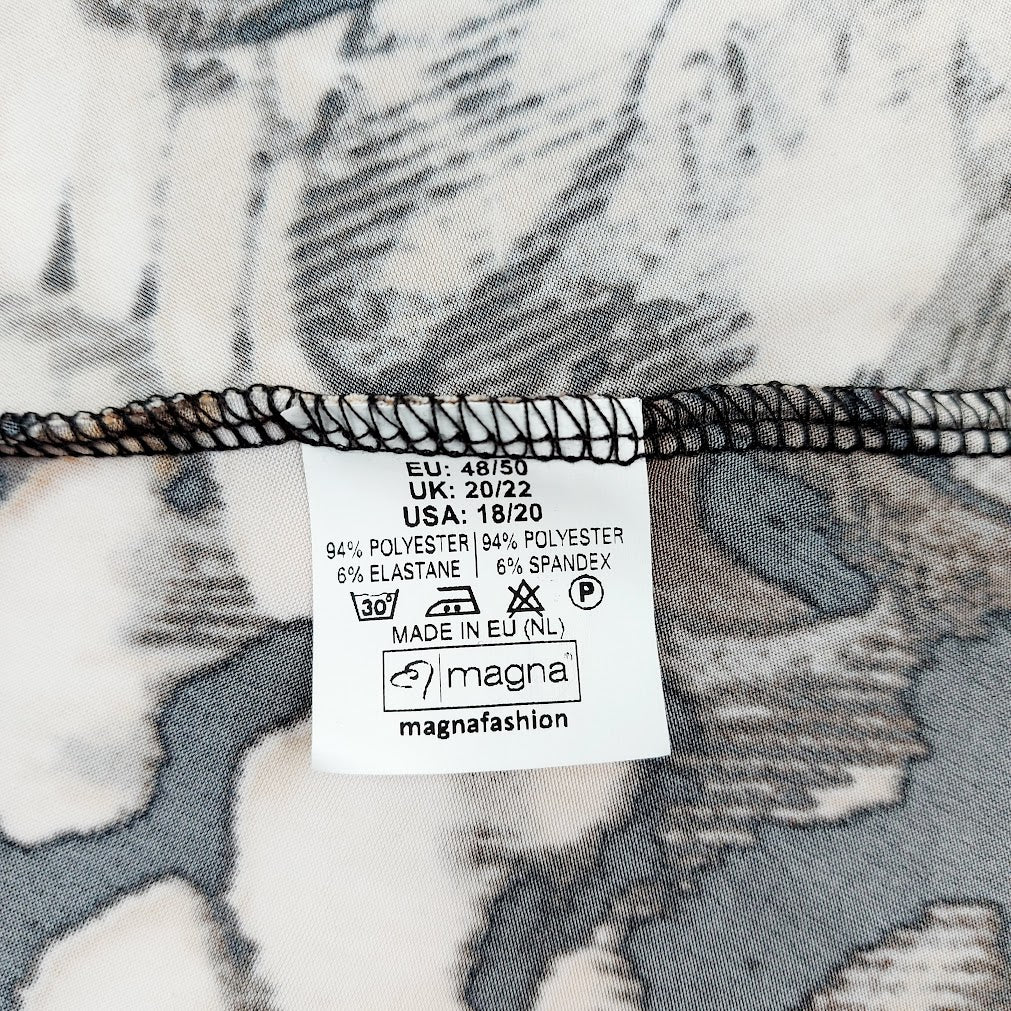 EU: 48/50
UK: 20/22
USA: 18/20
94% POLYESTER 94% POLYESTER
6% ELASTANE 6% SPANDEX
30° P
MADE IN EU (NL)
magna
magnafashion